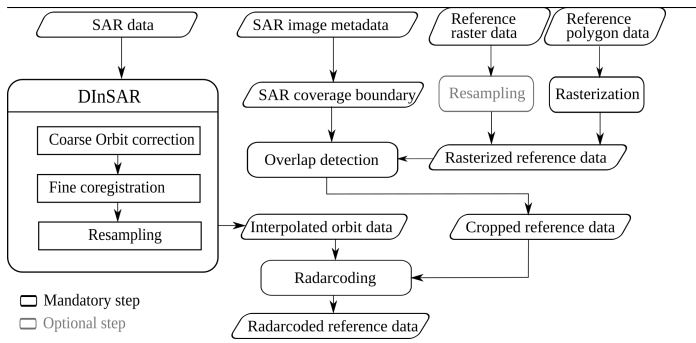 SAR data
SAR image metadata
Reference
raster data
Reference
polygon data
DInSAR
SAR coverage boundary
Resampling
Rasterization
Coarse Orbit correction
Overlap detection
Rasterized reference data
Fine coregistration
Resampling
Interpolated orbit data
Cropped reference data
Radarcoding
Mandatory step
Optional step
Radarcoded reference data